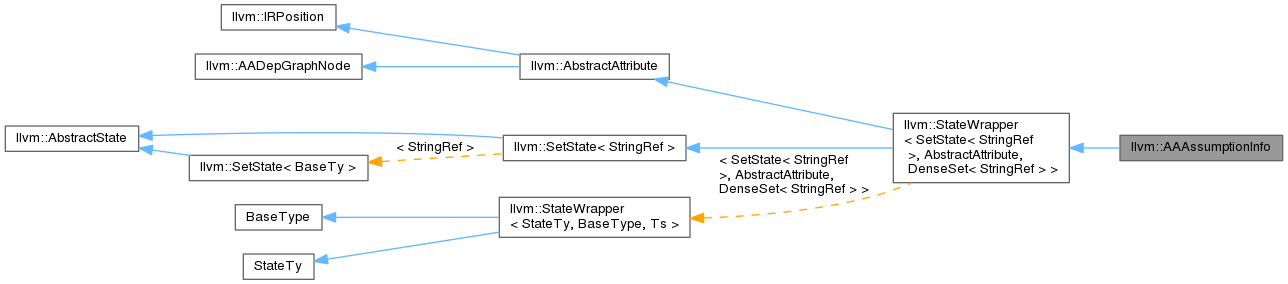 llvm::IRPosition
llvm::AADepGraphNode
llvm::AbstractAttribute
llvm::AbstractState
llvm::SetState< BaseTy >
< StringRef >
llvm::SetState< StringRef >
BaseType
StateTy
llvm::StateWrapper
< StateTy, BaseType, Ts >
< SetState< StringRef
>, AbstractAttribute,
DenseSet< StringRef > >
llvm::StateWrapper
< SetState< StringRef
>, AbstractAttribute,
DenseSet< StringRef > >
llvm::AAAssumptionInfo